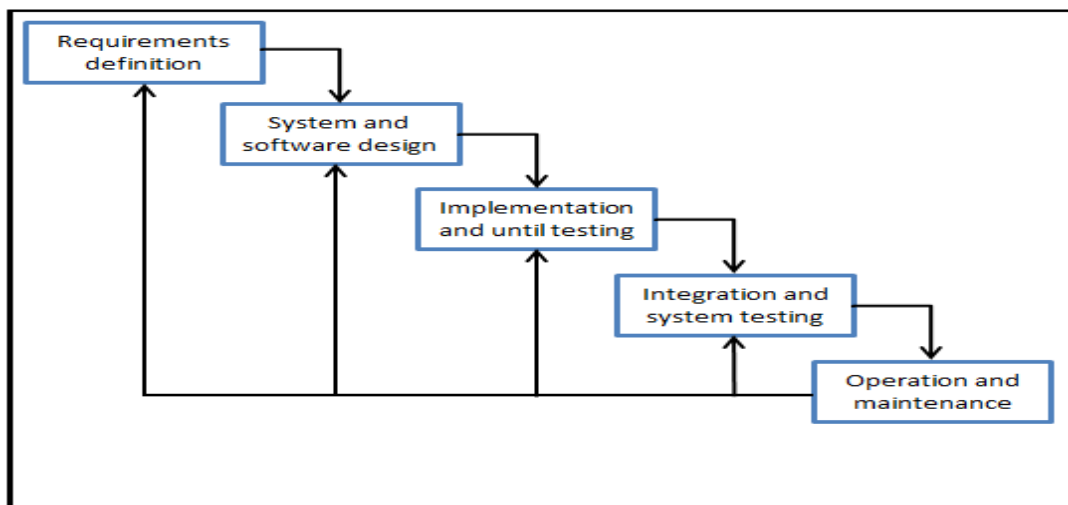 Requirements
definition
System and
software design
Implementation
and until testing
Integration and
system testing
Operation and
maintenance